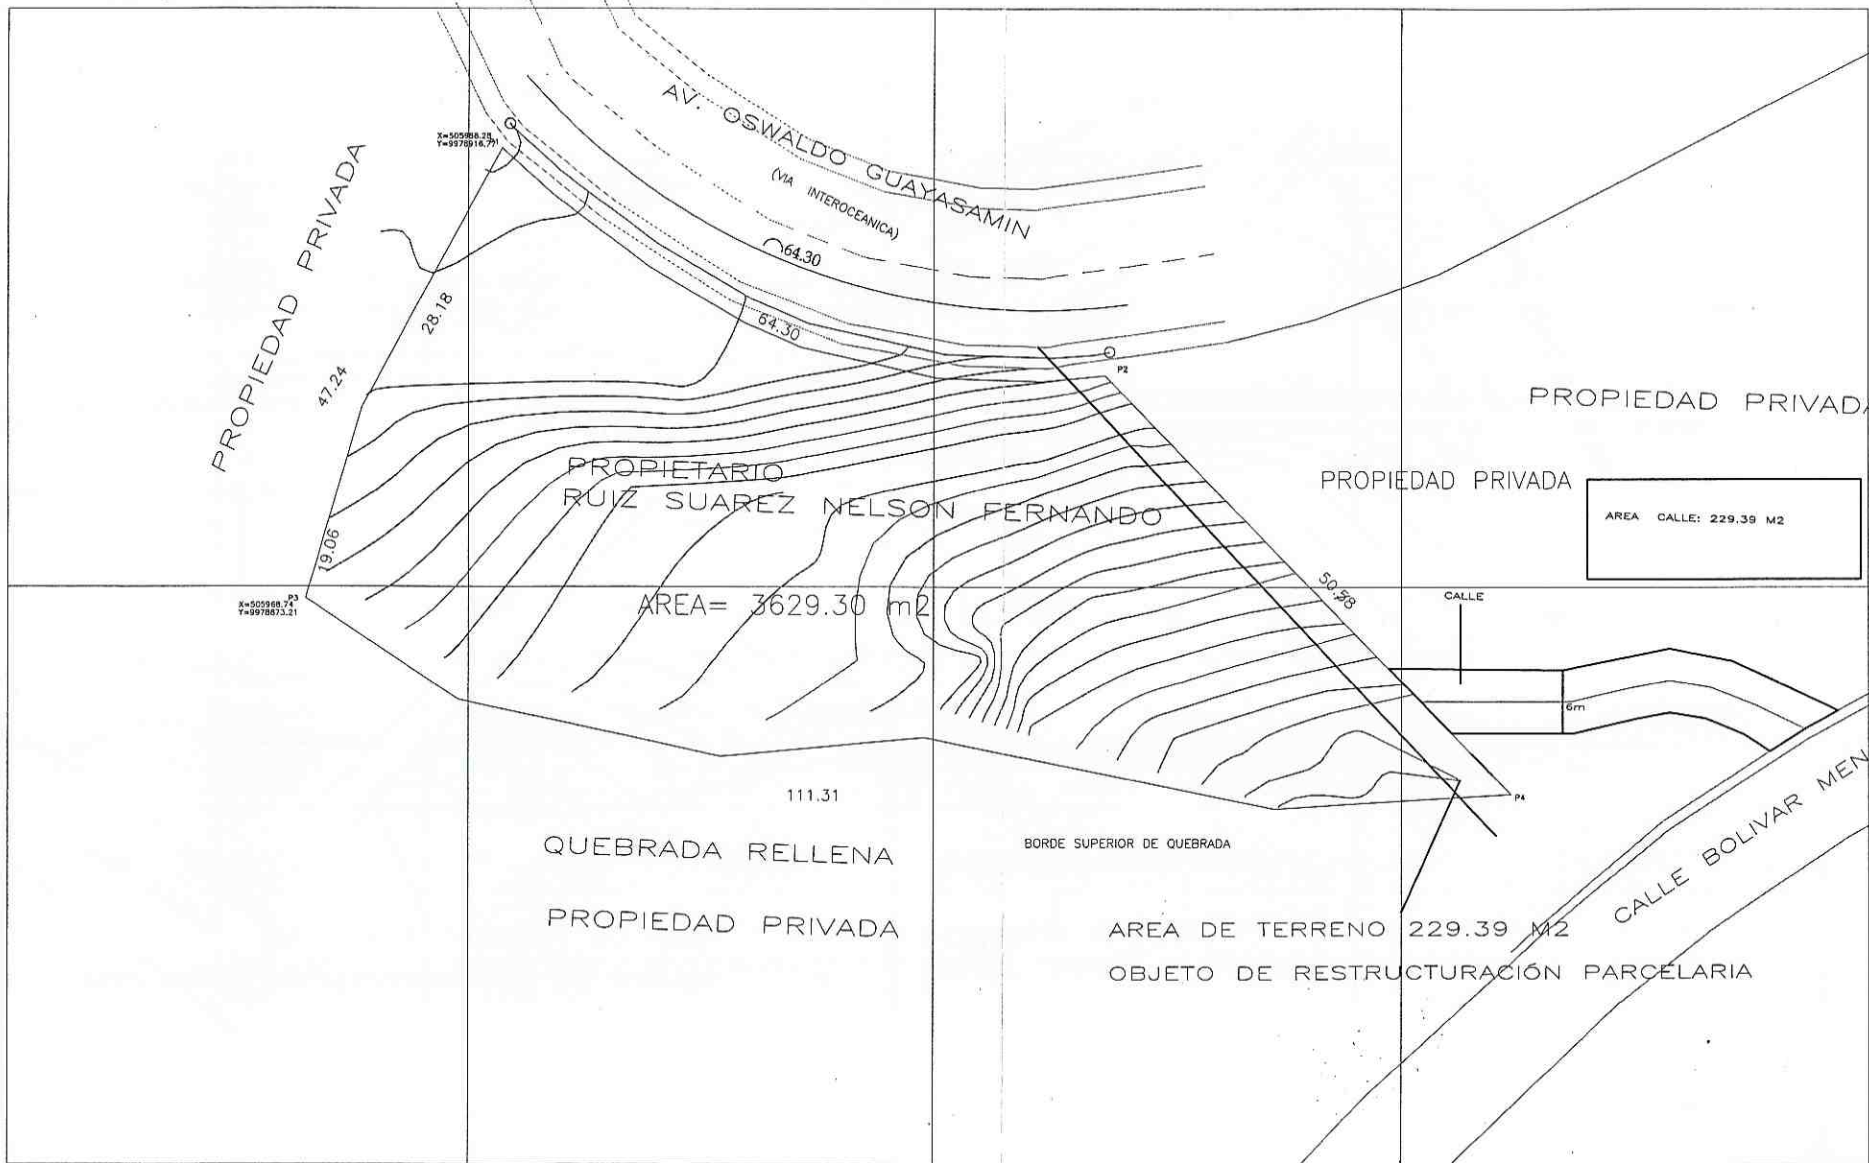 AV. OSWALDO GUAYASAMIN
(VIA INTEROCEANICA)
64.30
X=505988.28
Y=9978916.77
PROPIEDAD PRIVADA
28.18
47.24
64.30
P2
PROPIEDAD PRIVADA
PROPIEDAD PRIVADA
AREA CALLE: 229.39 M2
PROPIETARIO
RUIZ SUAREZ NELSON FERNANDO
19.06
P3
X=505968.74
Y=9978873.21
AREA= 3629.30 m2
CALLE
6m
P4
111.31
QUEBRADA RELLENA
BORDE SUPERIOR DE QUEBRADA
PROPIEDAD PRIVADA
CALLE BOLIVAR MEN
AREA DE TERRENO 229.39 M2
OBJETO DE RESTRUCTURACIÓN PARCELARIA